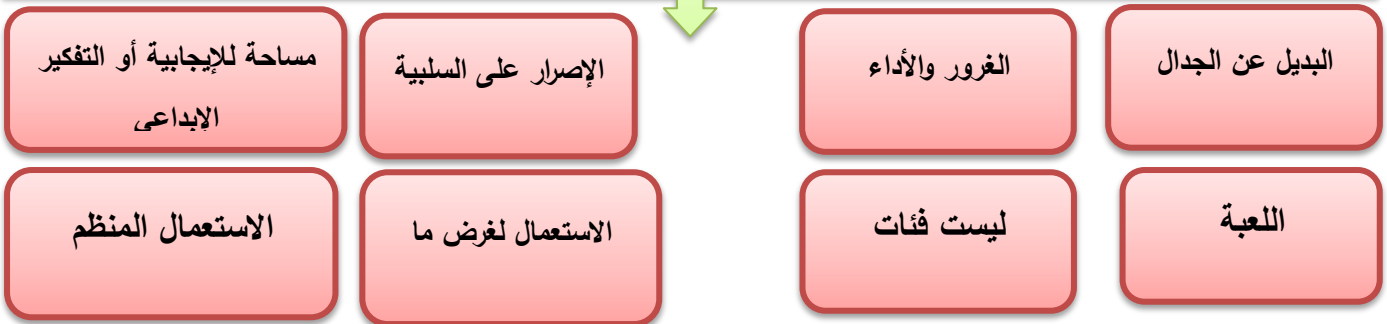 البديل عن الجدال
الغرور والأداء
الإصرار على السلبية
مساحة للإيجابية أو التفكير
الإبداعي
اللعبة
ليست فئات
الاستعمال لغرض ما
الاستعمال المنظم